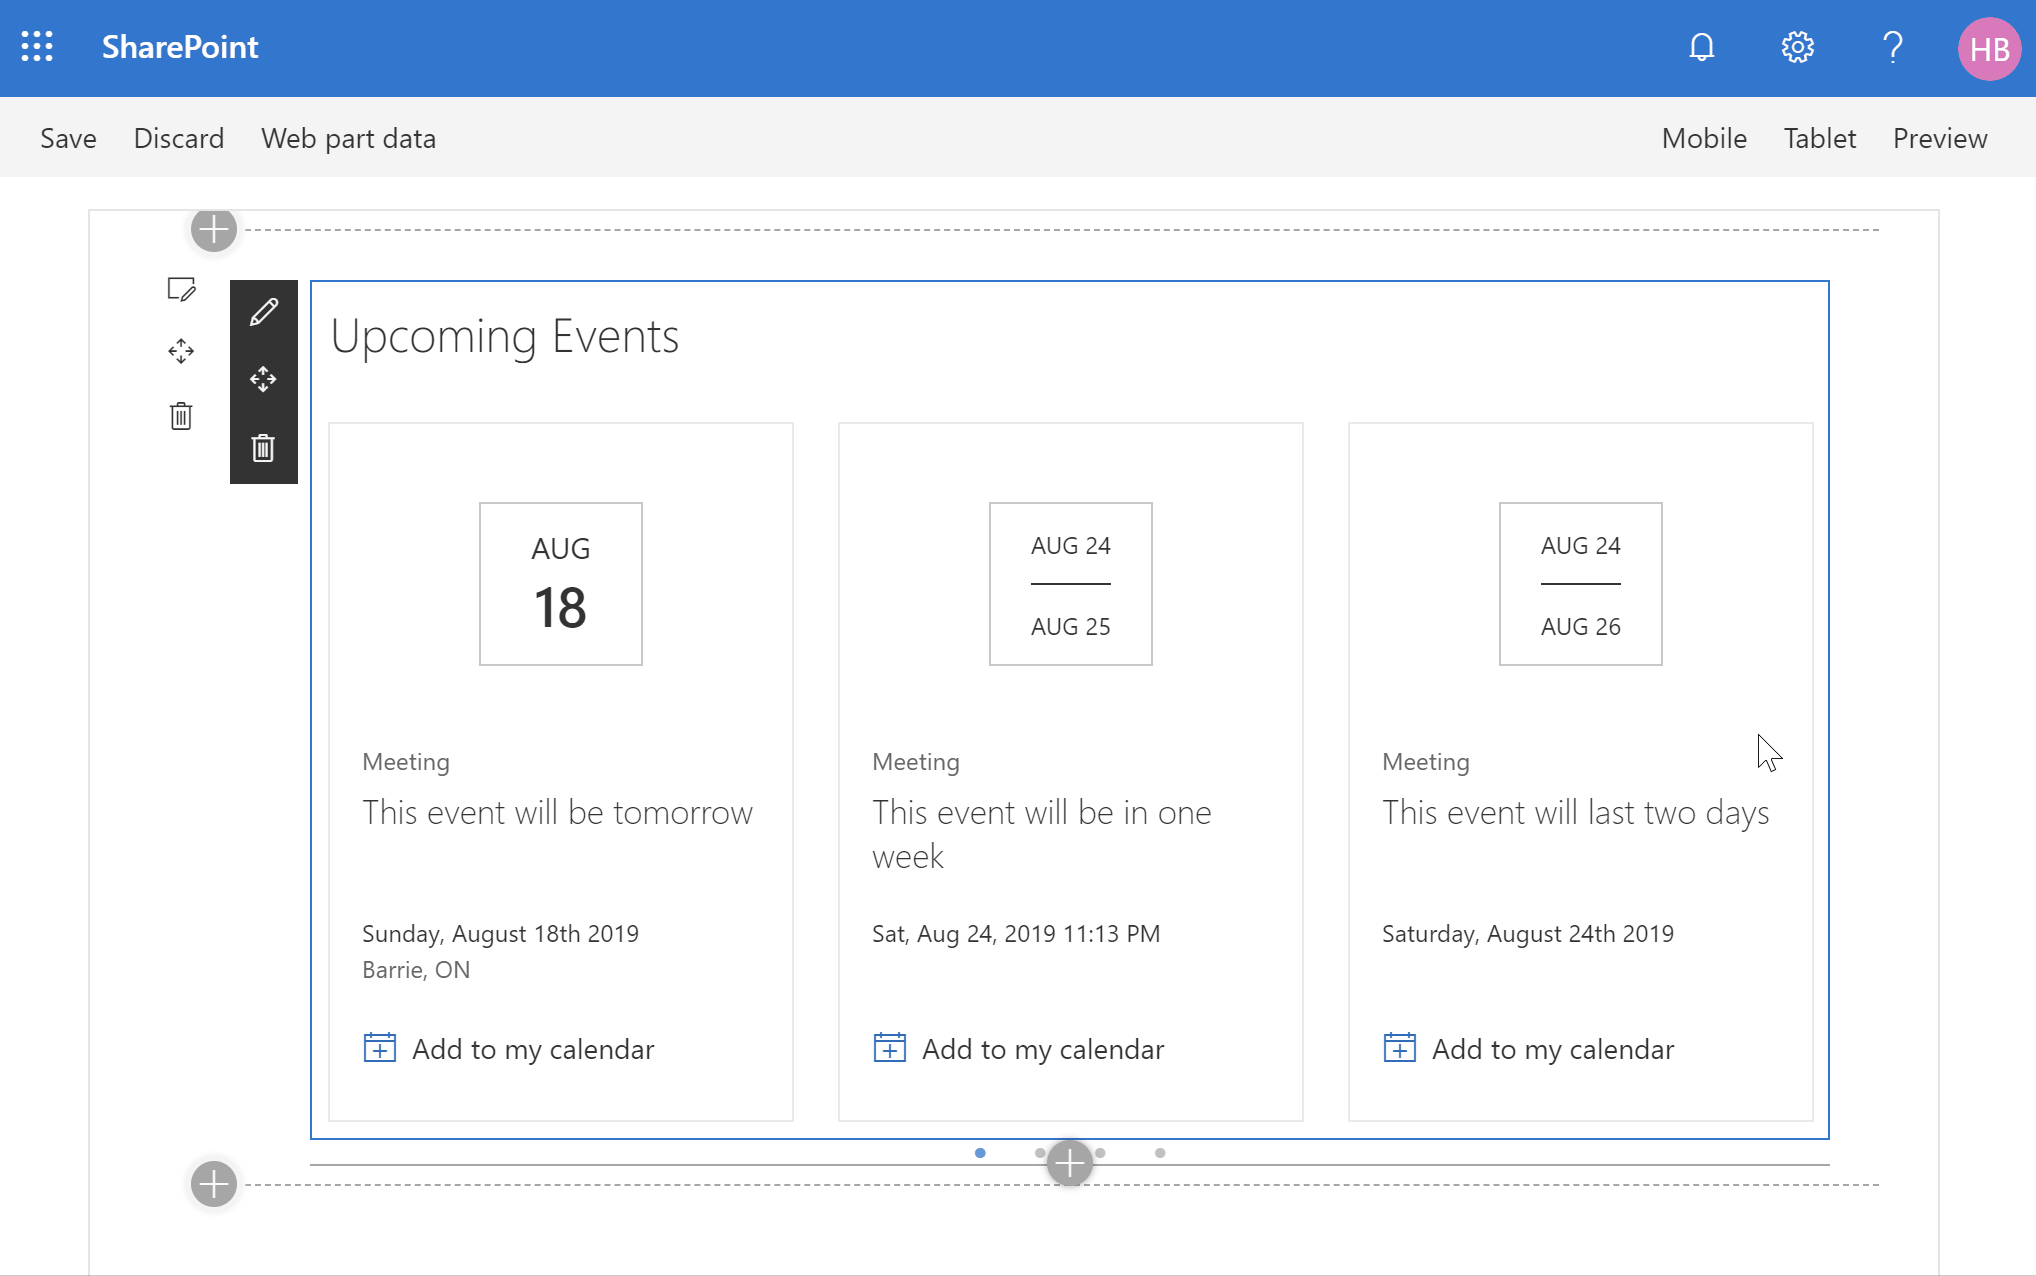 SharePoint
HB
Save Discard Web part data Mobile Tablet Preview
Upcoming Events
AUG
18
Meeting
This event will be tomorrow
Sunday, August 18th 2019
Barrie, ON
Add to my calendar
AUG 24
AUG 25
Meeting
This event will be in one
week
Sat, Aug 24, 2019 11:13 PM
Add to my calendar
AUG 24
AUG 26
Meeting
This event will last two days
Saturday, August 24th 2019
Add to my calendar